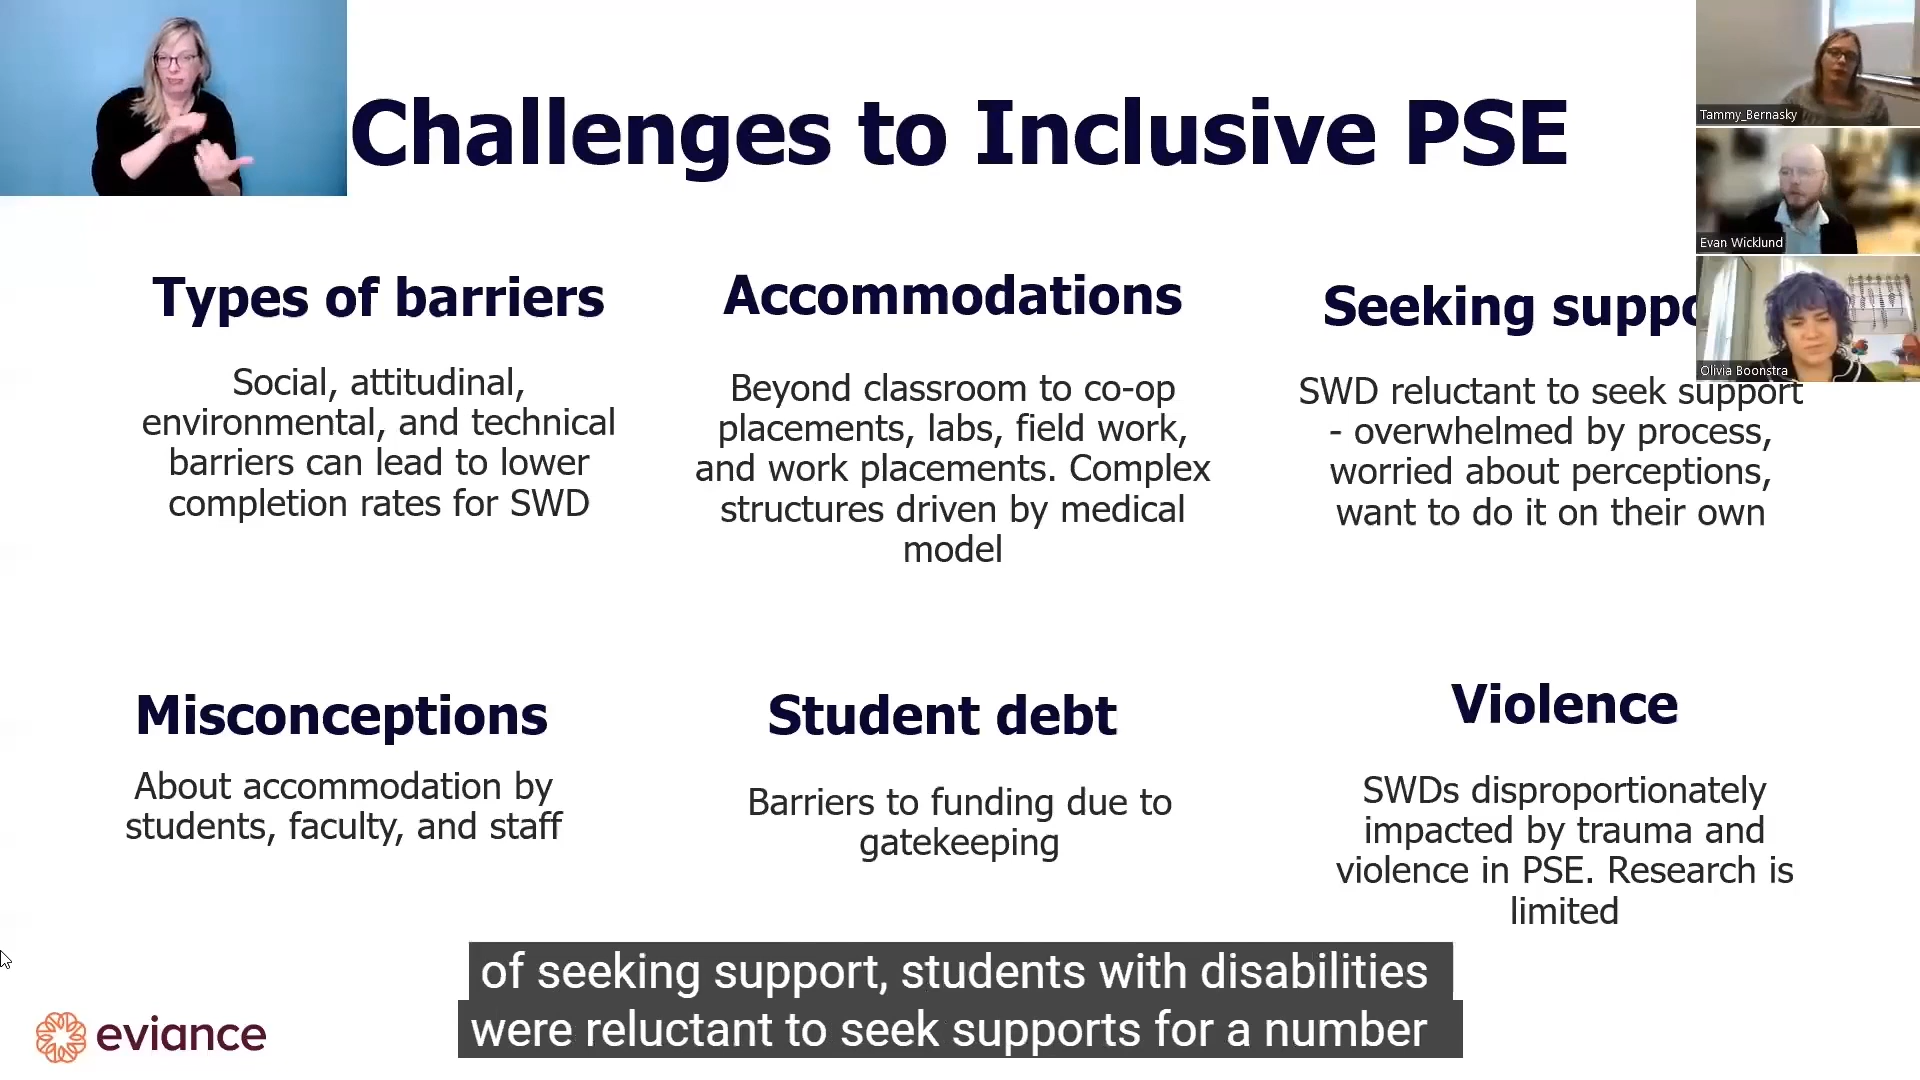 Challenges to Inclusive PSE
Tammy_Bernasky
Evan Wicklund
Olivia Boonstra
Types of barriers
Social, attitudinal,
environmental, and technical
barriers can lead to lower
completion rates for SWD
Accommodations
Beyond classroom to co-op
placements, labs, field work,
and work placements. Complex
structures driven by medical
model
Seeking suppo
SWD reluctant to seek support
- overwhelmed by process,
worried about perceptions,
want to do it on their own
Misconceptions
About accommodation by
students, faculty, and staff
Student debt
Barriers to funding due to
gatekeeping
Violence
SWDs disproportionately
impacted by trauma and
violence in PSE. Research is
limited
of seeking support, students with disabilities
were reluctant to seek supports for a number
eviance